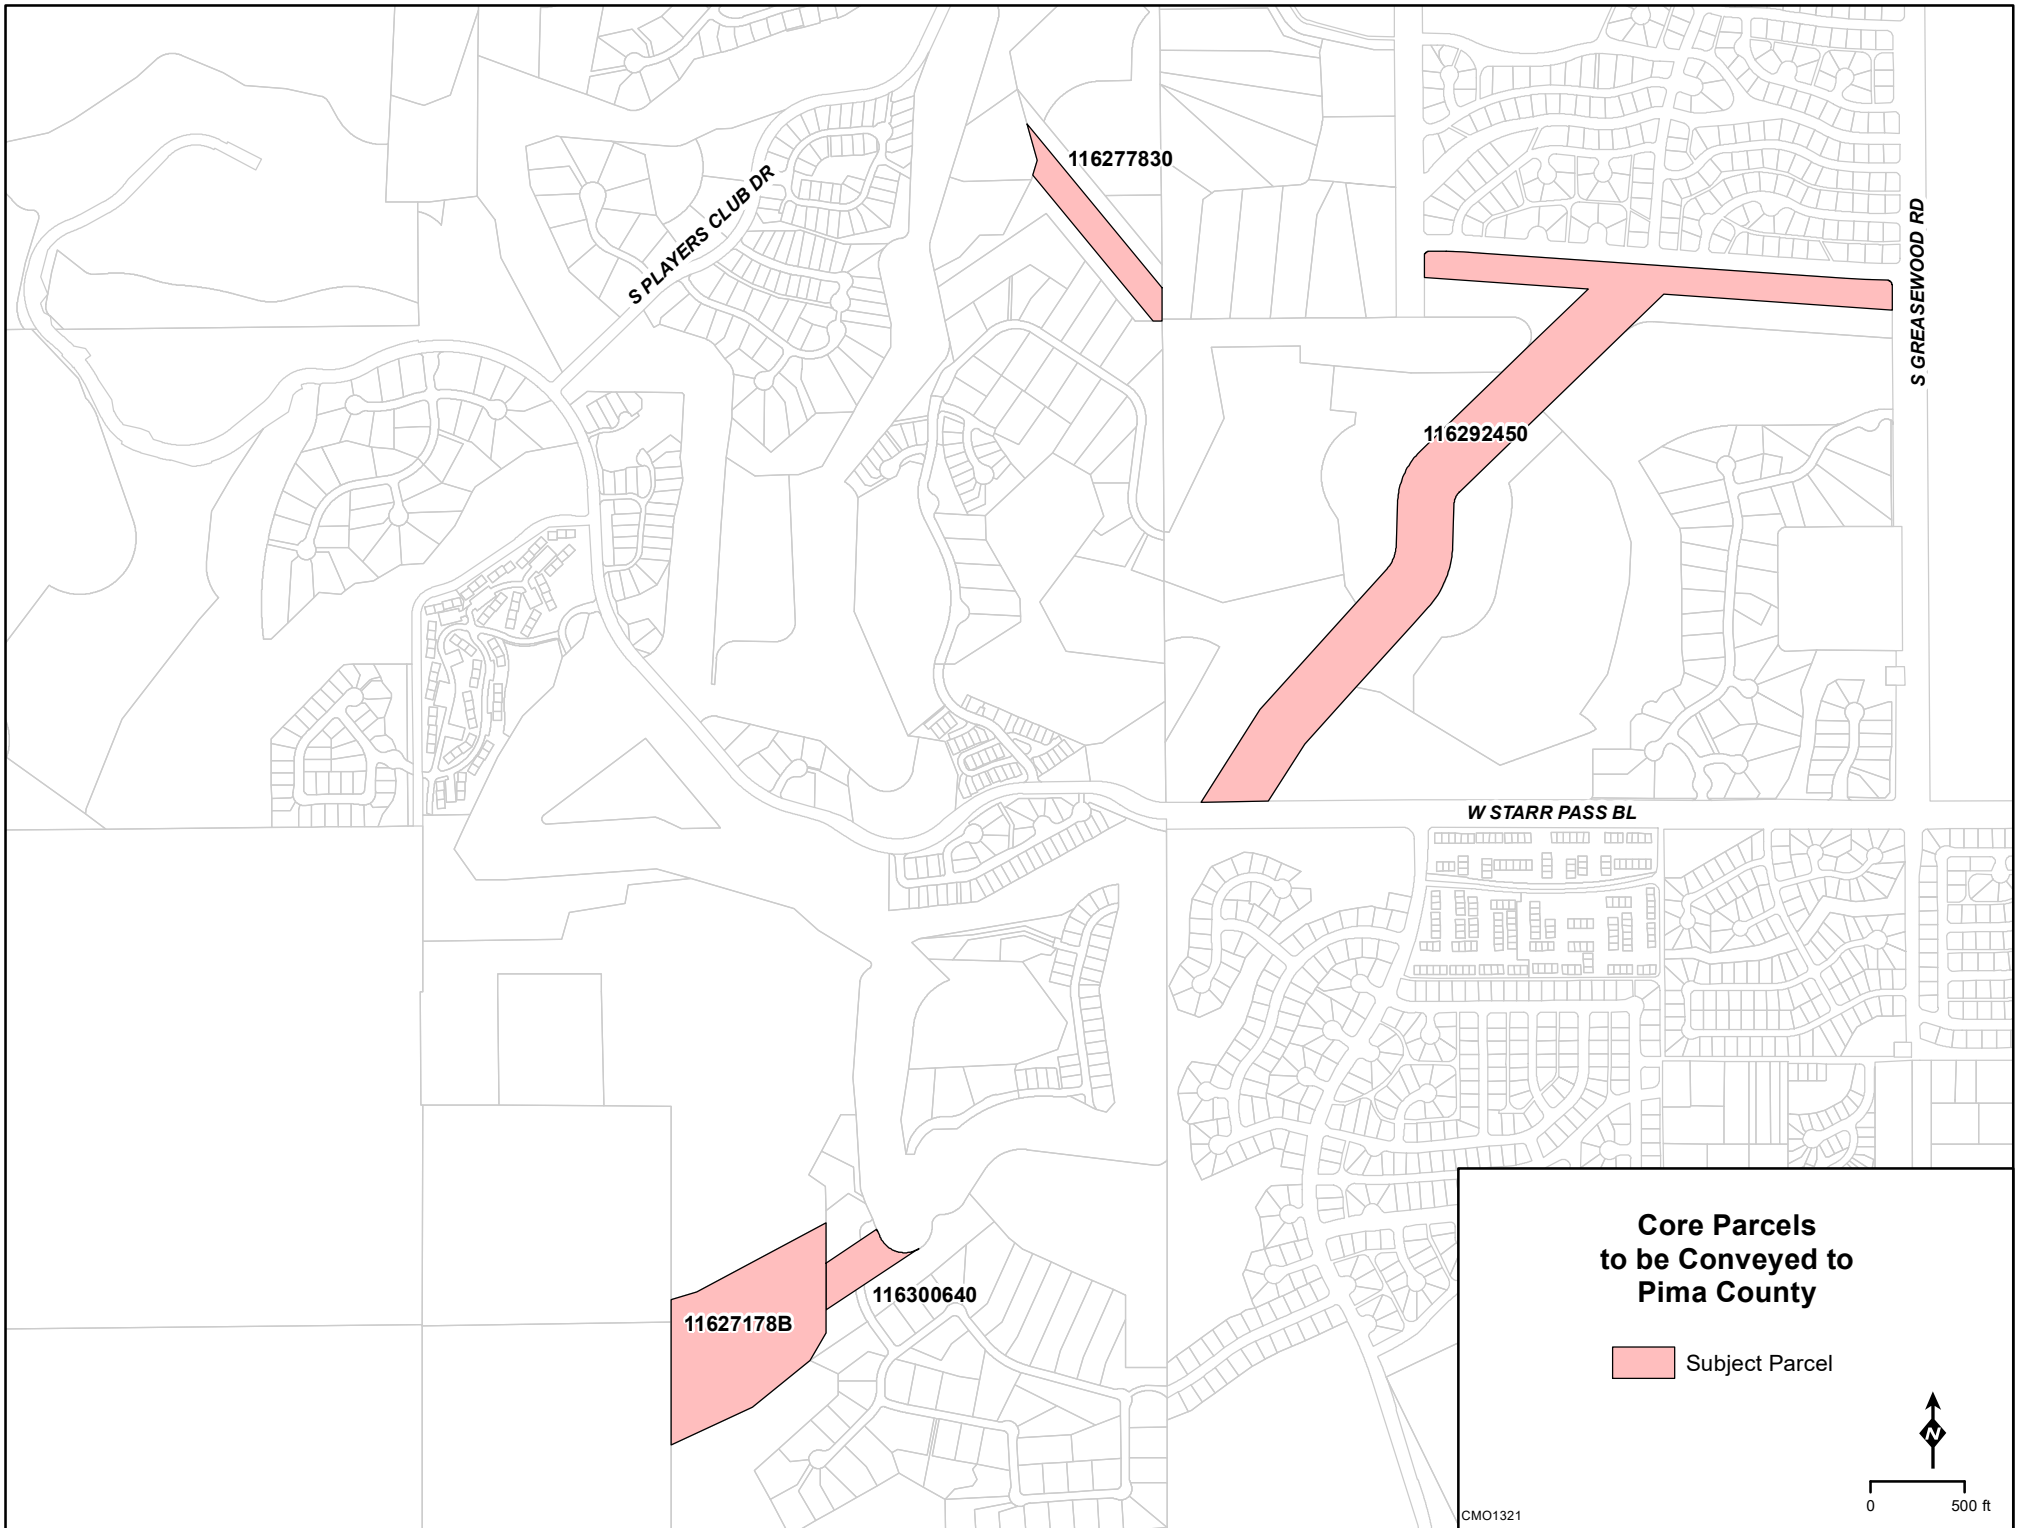 116277830
S PLAYERS CLUB DR
S GREASEWOOD RD
116292450
W STARR PASS BL
116300640
11627178B
Core Parcels
to be Conveyed to
Pima County
Subject Parcel
N
0 500 ft
CMO1321